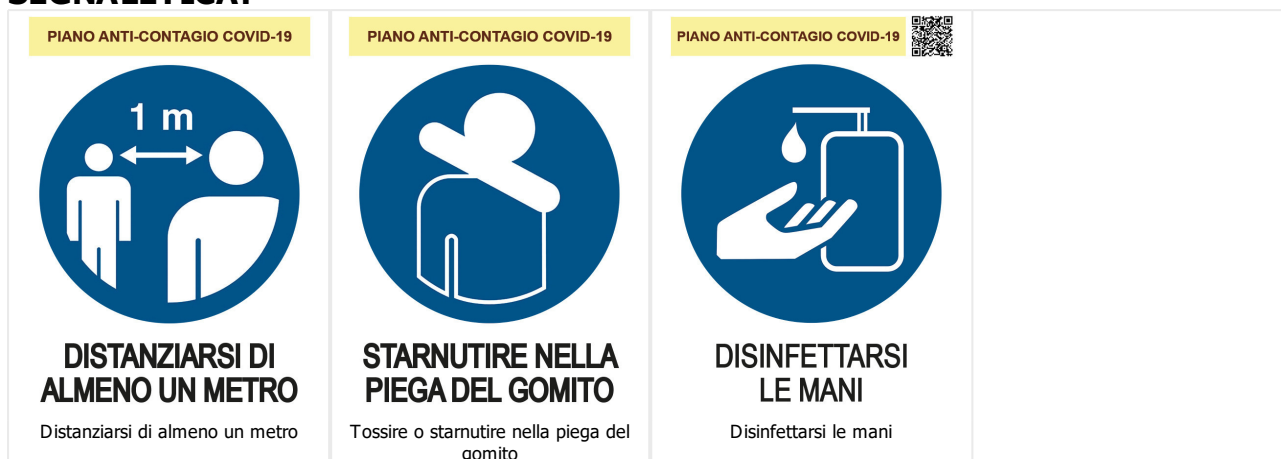 PIANO ANTI-CONTAGIO COVID-19
1 m
DISTANZIARSI DI
ALMENO UN METRO
Distanziarsi di almeno un metro
PIANO ANTI-CONTAGIO COVID-19
STARNUTIRE NELLA
PIEGA DEL GOMITO
Tossire o starnutire nella piega del
gomito
PIANO ANTI-CONTAGIO COVID-19
DISINFETTARSI
LE MANI
Disinfettarsi le mani